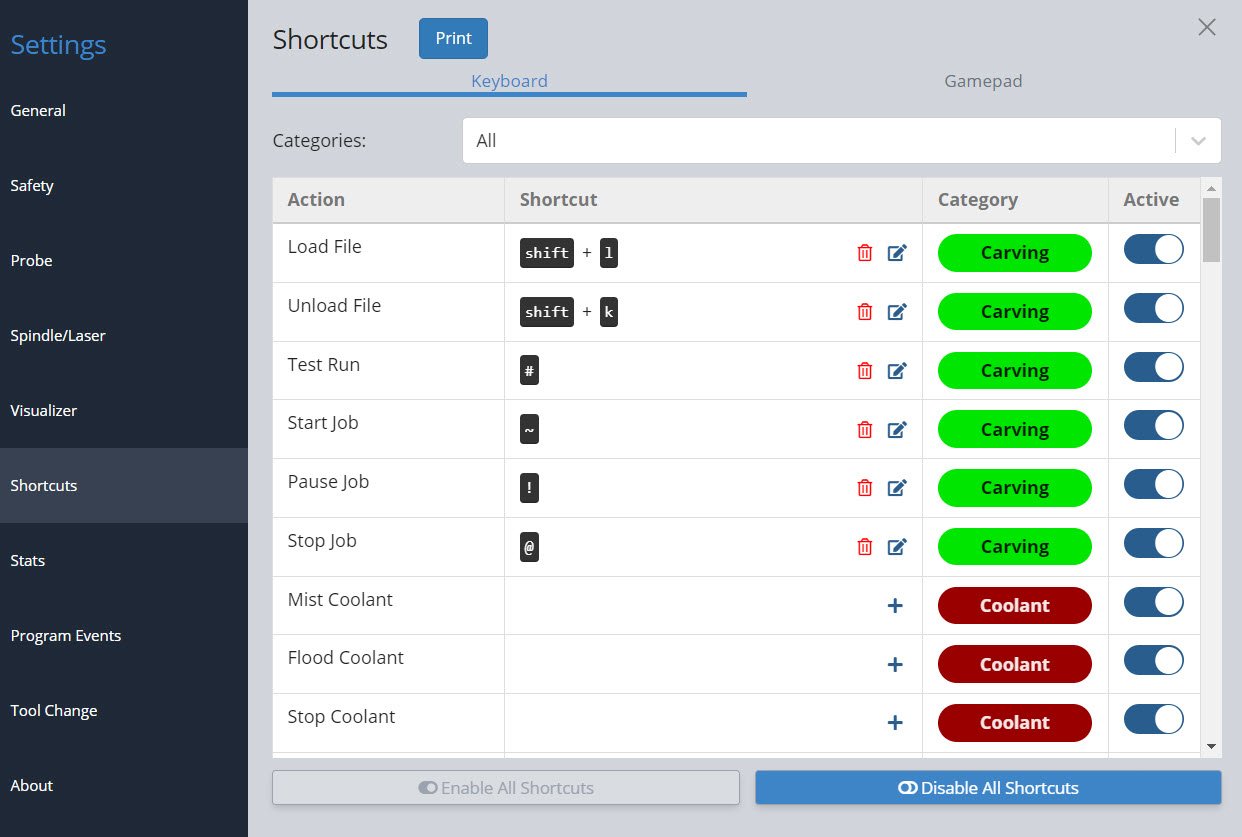 Settings
General
Safety
Probe
Spindle/Laser
Visualizer
Shortcuts
Stats
Program Events
Tool Change
About
Shortcuts Print
Keyboard Gamepad
Categories: All
Action Shortcut Category Active
Load File shift + l Carving
Unload File shift + k Carving
Test Run # Carving
Start Job ~ Carving
Pause Job ! Carving
Stop Job @ Carving
Mist Coolant + Coolant
Flood Coolant + Coolant
Stop Coolant + Coolant
Enable All Shortcuts Disable All Shortcuts